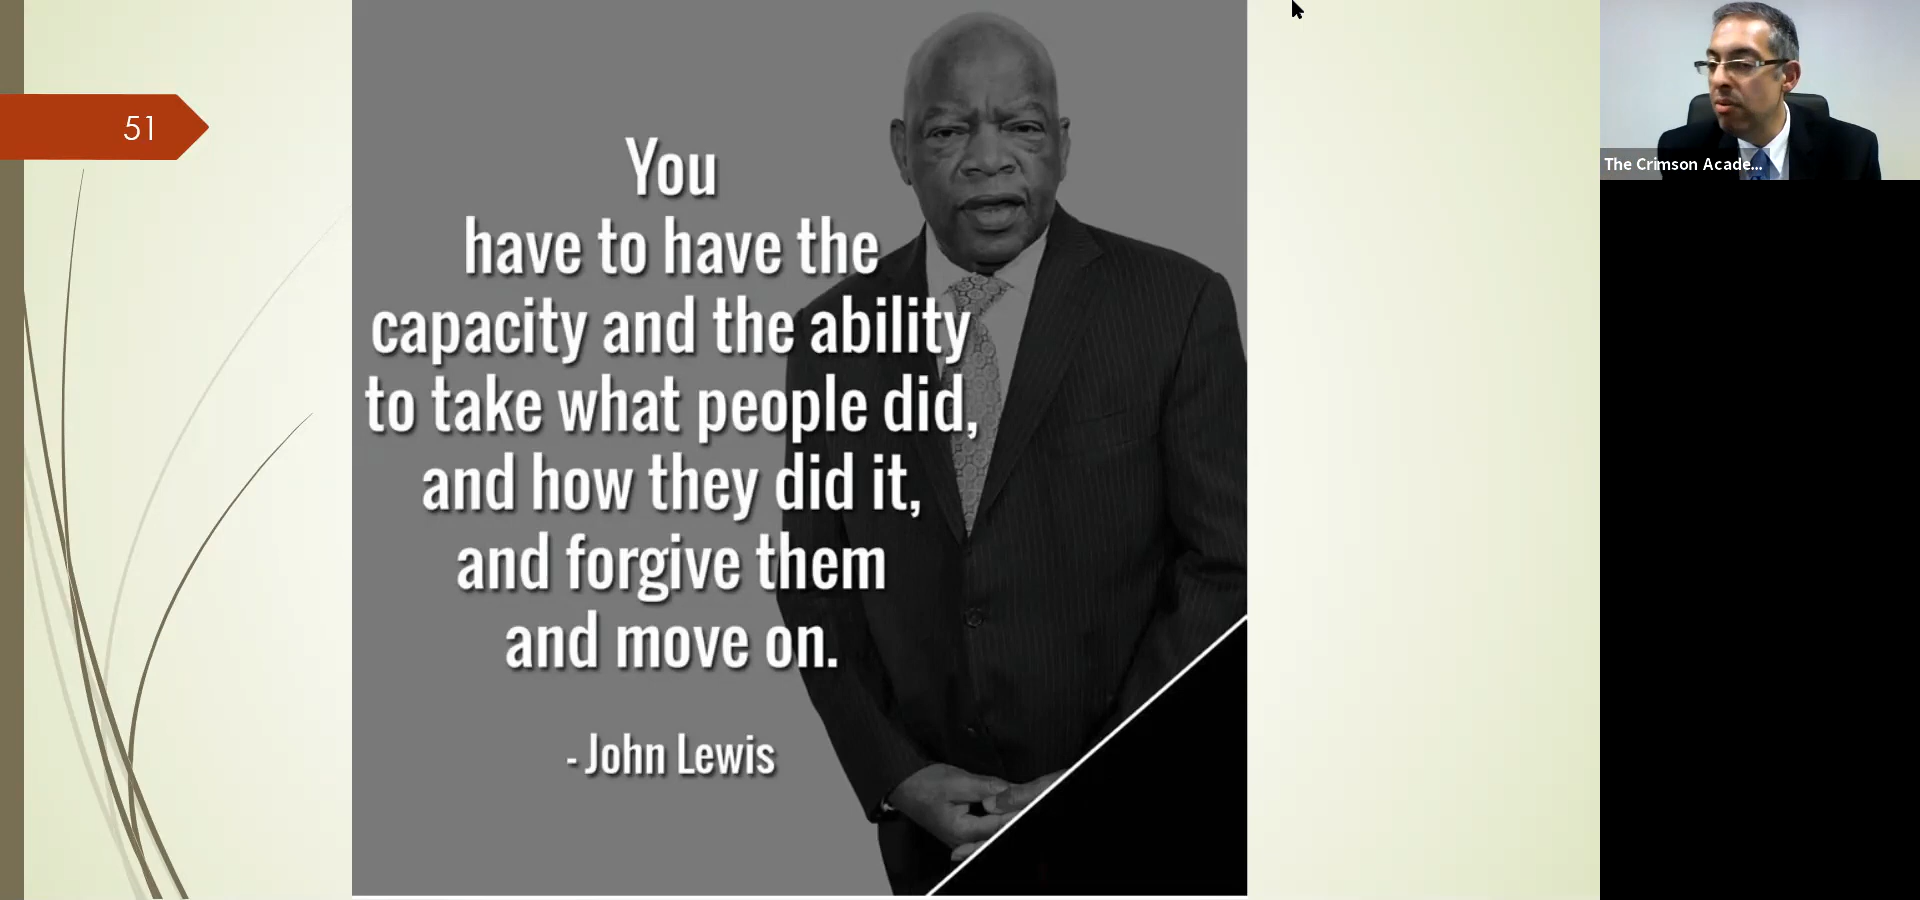 51
You
have to have the
capacity and the ability
to take what people did,
and how they did it,
and forgive them
and move on.
- John Lewis
The Crimson Acade...